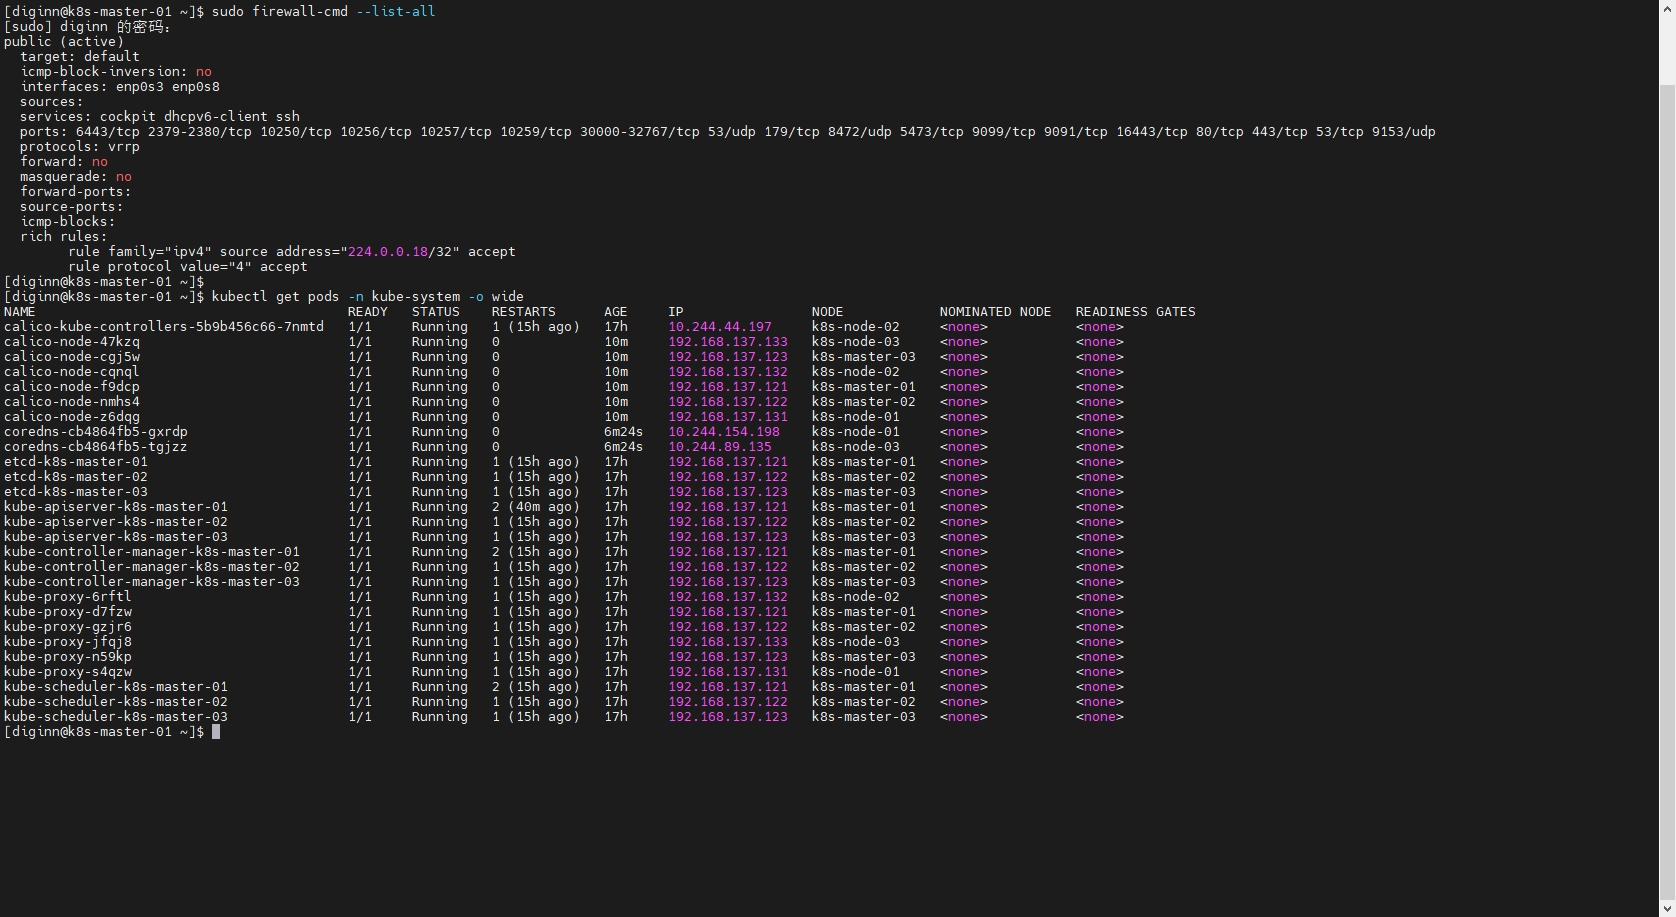 [diginn@k8s-master-01 ~]$ sudo firewall-cmd --list-all
[sudo] diginn 的密码：
public (active)
  target: default
  icmp-block-inversion: no
  interfaces: enp0s3 enp0s8
  sources:
  services: cockpit dhcpv6-client ssh
  ports: 6443/tcp 2379-2380/tcp 10250/tcp 10256/tcp 10257/tcp 10259/tcp 30000-32767/tcp 53/udp 179/tcp 8472/udp 5473/tcp 9099/tcp 9091/tcp 16443/tcp 80/tcp 443/tcp 53/tcp 9153/udp
  protocols: vrrp
  forward: no
  masquerade: no
  forward-ports:
  source-ports:
  icmp-blocks:
  rich rules:
        rule family="ipv4" source address="224.0.0.18/32" accept
        rule protocol value="4" accept
[diginn@k8s-master-01 ~]$
[diginn@k8s-master-01 ~]$ kubectl get pods -n kube-system -o wide
NAME                                       READY   STATUS    RESTARTS      AGE     IP               NODE            NOMINATED NODE   READINESS GATES
calico-kube-controllers-5b9b456c66-7nmtd   1/1     Running   1 (15h ago)   17h     10.244.44.197    k8s-node-02     <none>           <none>
calico-node-47kzq                          1/1     Running   0             10m     192.168.137.133  k8s-node-03     <none>           <none>
calico-node-cgj5w                          1/1     Running   0             10m     192.168.137.123  k8s-master-03   <none>           <none>
calico-node-cqnql                          1/1     Running   0             10m     192.168.137.132  k8s-node-02     <none>           <none>
calico-node-f9dcp                          1/1     Running   0             10m     192.168.137.121  k8s-master-01   <none>           <none>
calico-node-nmhs4                          1/1     Running   0             10m     192.168.137.122  k8s-master-02   <none>           <none>
calico-node-z6dqg                          1/1     Running   0             10m     192.168.137.131  k8s-node-01     <none>           <none>
coredns-cb4864fb5-gxrdp                    1/1     Running   0             6m24s   10.244.154.198   k8s-node-01     <none>           <none>
coredns-cb4864fb5-tgjzz                    1/1     Running   0             6m24s   10.244.89.135    k8s-node-03     <none>           <none>
etcd-k8s-master-01                         1/1     Running   1 (15h ago)   17h     192.168.137.121  k8s-master-01   <none>           <none>
etcd-k8s-master-02                         1/1     Running   1 (15h ago)   17h     192.168.137.122  k8s-master-02   <none>           <none>
etcd-k8s-master-03                         1/1     Running   1 (15h ago)   17h     192.168.137.123  k8s-master-03   <none>           <none>
kube-apiserver-k8s-master-01               1/1     Running   2 (40m ago)   17h     192.168.137.121  k8s-master-01   <none>           <none>
kube-apiserver-k8s-master-02               1/1     Running   1 (15h ago)   17h     192.168.137.122  k8s-master-02   <none>           <none>
kube-apiserver-k8s-master-03               1/1     Running   1 (15h ago)   17h     192.168.137.123  k8s-master-03   <none>           <none>
kube-controller-manager-k8s-master-01      1/1     Running   2 (15h ago)   17h     192.168.137.121  k8s-master-01   <none>           <none>
kube-controller-manager-k8s-master-02      1/1     Running   1 (15h ago)   17h     192.168.137.122  k8s-master-02   <none>           <none>
kube-controller-manager-k8s-master-03      1/1     Running   1 (15h ago)   17h     192.168.137.123  k8s-master-03   <none>           <none>
kube-proxy-6rftl                           1/1     Running   1 (15h ago)   17h     192.168.137.132  k8s-node-02     <none>           <none>
kube-proxy-d7fzw                           1/1     Running   1 (15h ago)   17h     192.168.137.121  k8s-master-01   <none>           <none>
kube-proxy-gzjr6                           1/1     Running   1 (15h ago)   17h     192.168.137.122  k8s-master-02   <none>           <none>
kube-proxy-jfqj8                           1/1     Running   1 (15h ago)   17h     192.168.137.133  k8s-node-03     <none>           <none>
kube-proxy-n59kp                           1/1     Running   1 (15h ago)   17h     192.168.137.123  k8s-master-03   <none>           <none>
kube-proxy-s4qzw                           1/1     Running   1 (15h ago)   17h     192.168.137.131  k8s-node-01     <none>           <none>
kube-scheduler-k8s-master-01               1/1     Running   2 (15h ago)   17h     192.168.137.121  k8s-master-01   <none>           <none>
kube-scheduler-k8s-master-02               1/1     Running   1 (15h ago)   17h     192.168.137.122  k8s-master-02   <none>           <none>
kube-scheduler-k8s-master-03               1/1     Running   1 (15h ago)   17h     192.168.137.123  k8s-master-03   <none>           <none>
[diginn@k8s-master-01 ~]$